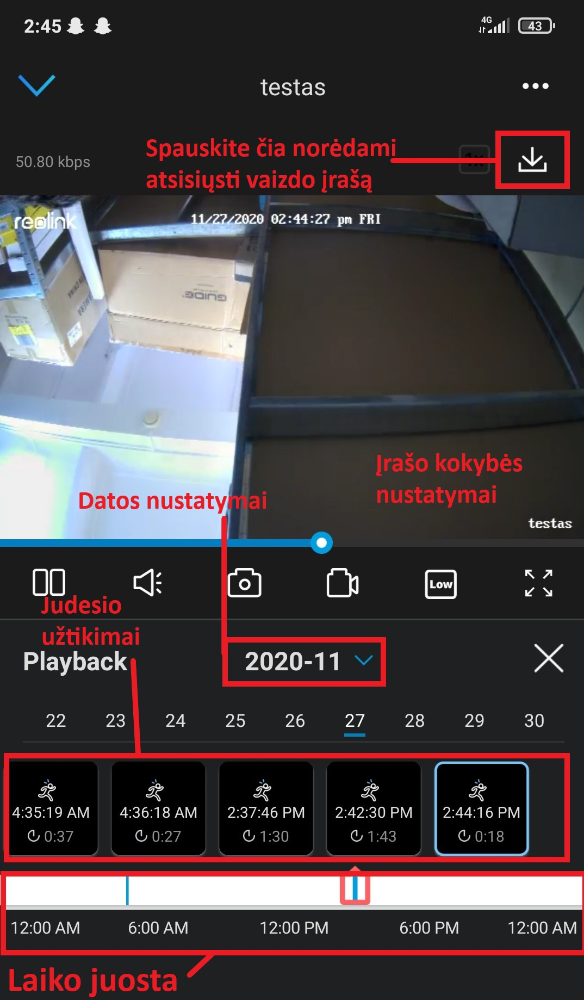 2:45
4G
43
testas
Spauskite čia norėdami
50.80 kbps
1x
atsisiųsti vaizdo įrašą
reolink
11/27/2020 02:44:27 pm FRI
GUIDE
Įrašo kokybės
nustatymai
Datos nustatymai
testas
Low
Judesio
užtikimai
Playback
2020-11
22 23 24 25 26 27 28 29 30
4:35:19 AM 4:36:18 AM 2:37:46 PM 2:42:30 PM 2:44:16 PM
0:37 0:27 1:30 1:43 0:18
12:00 AM 6:00 AM 12:00 PM 6:00 PM 12:00 AM
Laiko juosta